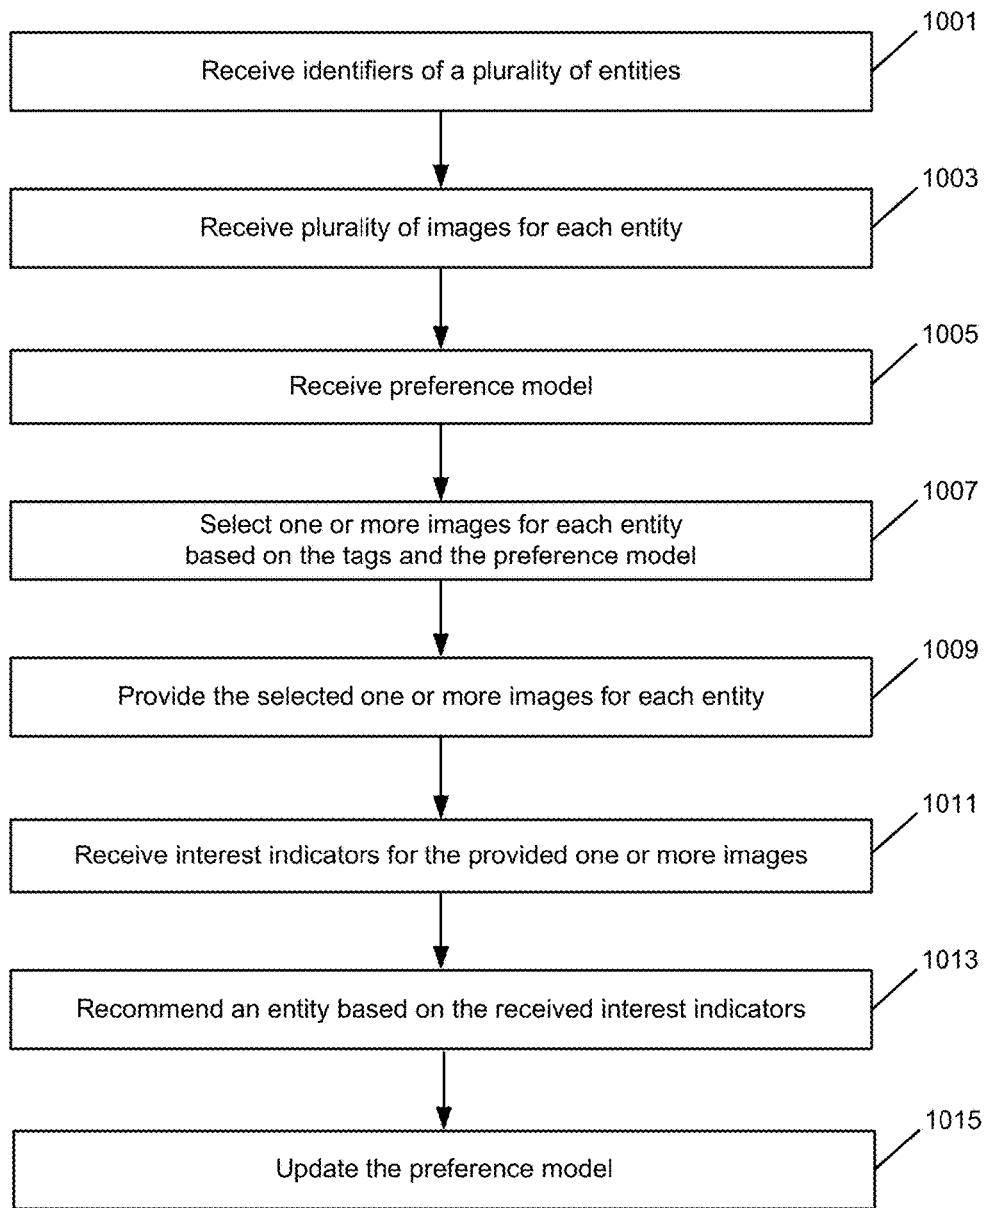 1001
Receive identifiers of a plurality of entities
1003
Receive plurality of images for each entity
1005
Receive preference model
1007
Select one or more images for each entity
based on the tags and the preference model
1009
Provide the selected one or more images for each entity
1011
Receive interest indicators for the provided one or more images
1013
Recommend an entity based on the received interest indicators
1015
Update the preference model